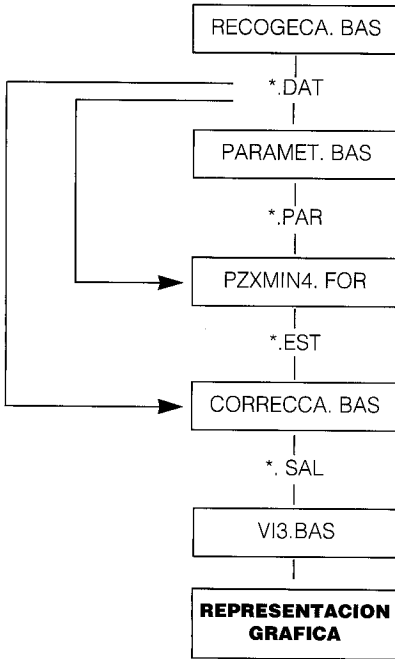 RECOGECA. BAS
*.DAT
PARAMET. BAS
*.PAR
PZXMIN4. FOR
*.EST
CORRECCA. BAS
*. SAL
VI3.BAS
REPRESENTACION
GRAFICA